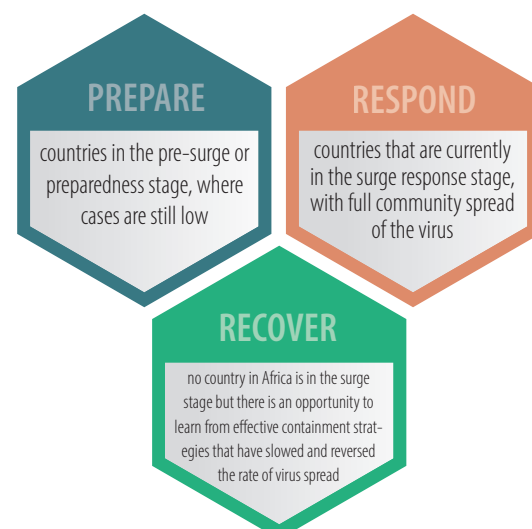 PREPARE
countries in the pre-surge or
preparedness stage, where
cases are still low
RESPOND
countries that are currently
in the surge response stage,
with full community spread
of the virus
RECOVER
no country in Africa is in the surge
stage but there is an opportunity to
learn from effective containment strat-
egies that have slowed and reversed
the rate of virus spread